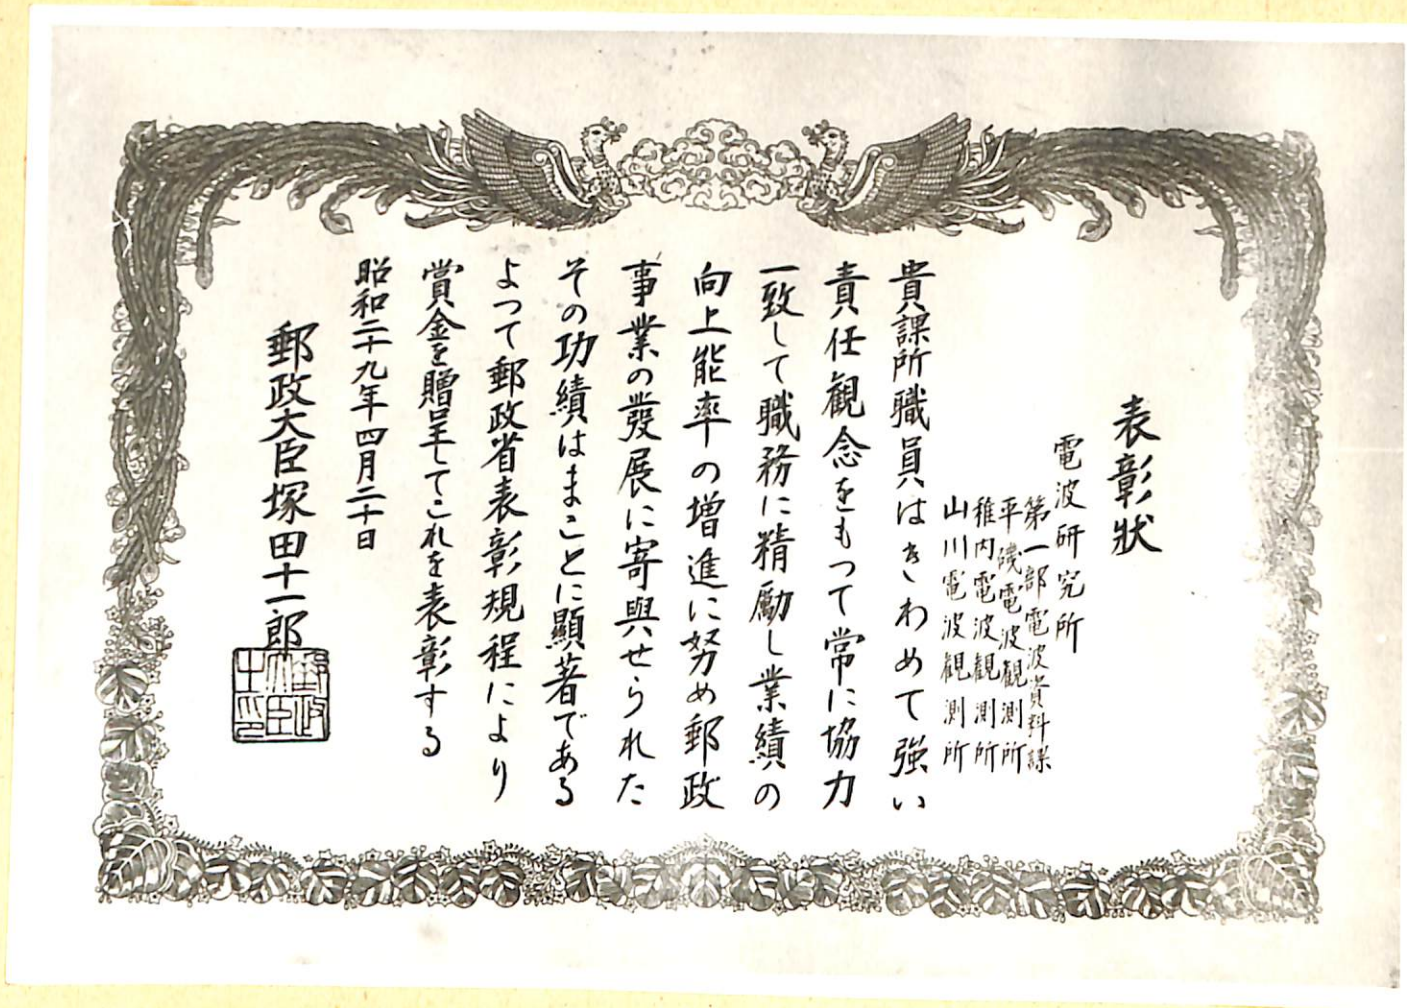 表彰状
電波研究所
第一部電波資料課
平磯電波観測所
稚内電波観測所
山川電波観測所
貴課所職員はきわめて強い
責任観念をもつて常に協力
一致して職務に精励し業績の
向上能率の増進に努め郵政
事業の發展に寄與せられた
その功績はまことに顯著である
よつて郵政省表彰規程により
賞金を贈呈してこれを表彰する
昭和二十九年四月二十日
郵政大臣塚田十一郎